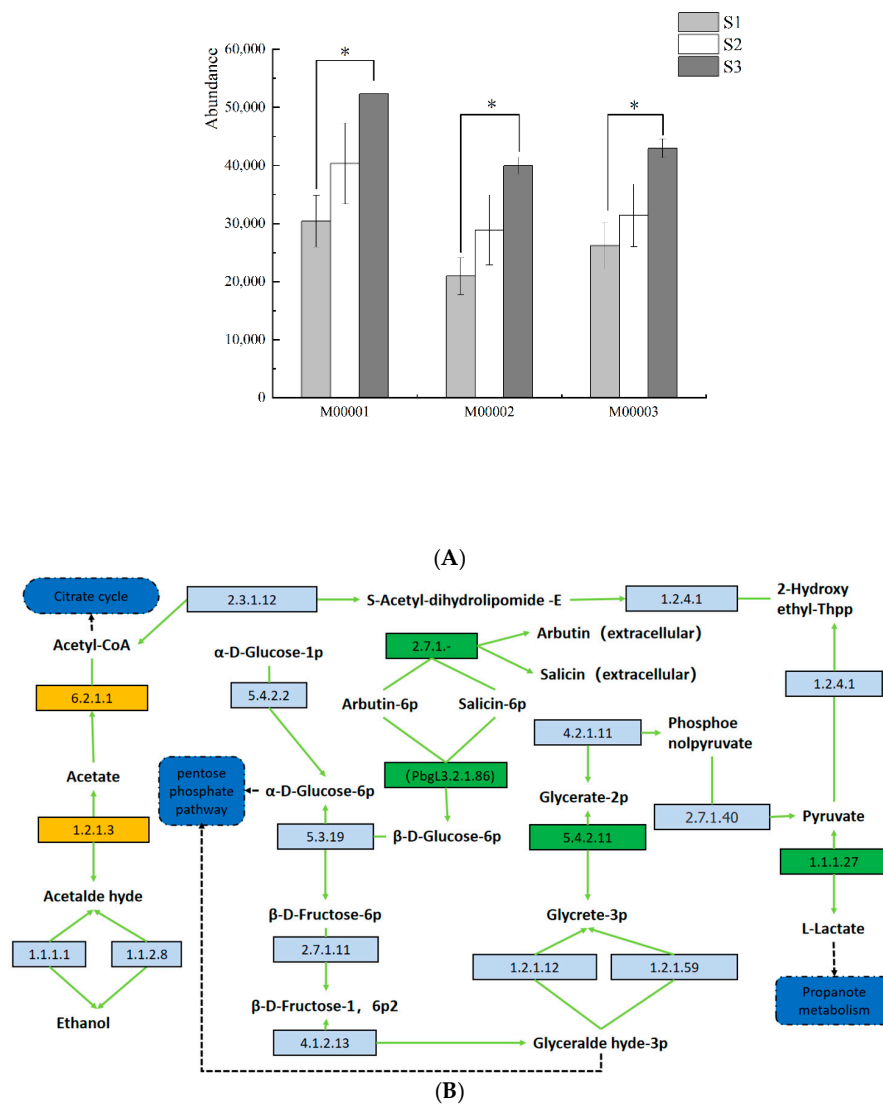 S1
S2
S3
Abundance
60,000
50,000
40,000
30,000
20,000
10,000
0
*
*
*
M00001
M00002
M00003
(A)
Citrate cycle
2.3.1.12
S-Acetyl-dihydrolipomide -E
1.2.4.1
2-Hydroxy
ethyl-Thpp
Acetyl-CoA
α-D-Glucose-1p
2.7.1.-
Arbutin (extracellular)
Salicin (extracellular)
6.2.1.1
5.4.2.2
Arbutin-6p
Salicin-6p
1.2.4.1
4.2.1.11
Phosphoe
nolpyruvate
Acetate
pentose
phosphate
pathway
α-D-Glucose-6p
(PbgL3.2.1.86)
Glycerate-2p
2.7.1.40
Pyruvate
1.2.1.3
5.3.19
β-D-Glucose-6p
5.4.2.11
1.1.1.27
Acetalde hyde
β-D-Fructose-6p
Glycrete-3p
L-Lactate
1.1.1.1
1.1.2.8
2.7.1.11
1.2.1.12
1.2.1.59
Propanote
metabolism
Ethanol
β-D-Fructose-1, 6p2
4.1.2.13
Glyceralde hyde-3p
(B)